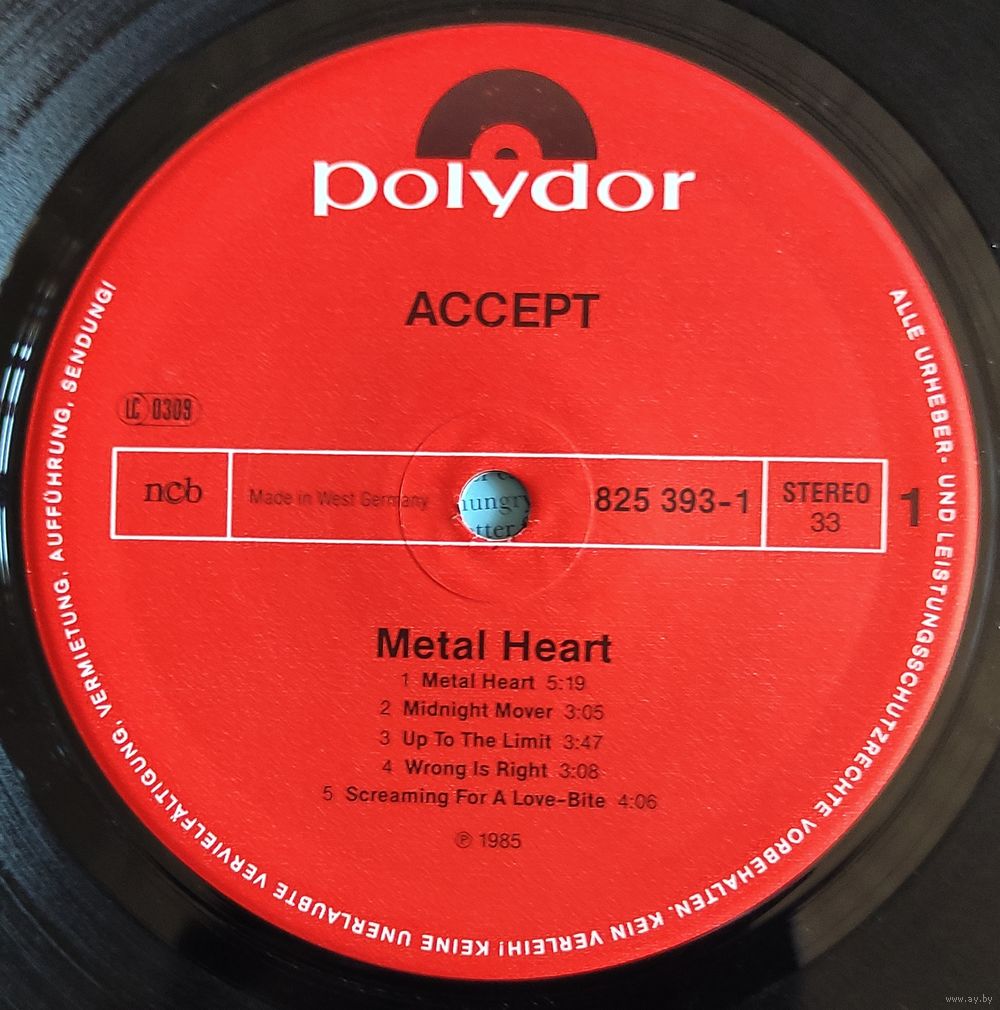 polydor
ACCEPT
LC 0309
ncb
Made in West Germany
825 393-1
STEREO
33
1
Metal Heart
1 Metal Heart 5:19
2 Midnight Mover 3:05
3 Up To The Limit 3:47
4 Wrong Is Right 3:08
5 Screaming For A Love-Bite 4:06
℗ 1985
ALLE URHEBER- UND LEISTUNGSSCHUTZRECHTE VORBEHALTEN. KEIN VERLEIH! KEINE UNERLAUBTE VERVIELFÄLTIGUNG, VERMIETUNG, AUFFÜHRUNG, SENDUNG!
www.ay.by